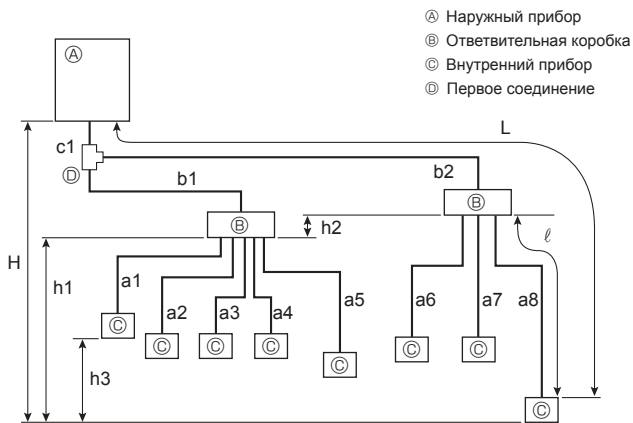 Ⓐ Наружный прибор
Ⓑ Ответвительная коробка
Ⓒ Внутренний прибор
Ⓓ Первое соединение
Ⓐ
L
c1
Ⓓ
b1
b2
Ⓑ
Ⓑ
h2
ℓ
H
h1
a1
a2
a3
a4
a5
a6
a7
a8
Ⓒ
Ⓒ
Ⓒ
Ⓒ
Ⓒ
Ⓒ
Ⓒ
h3
Ⓒ